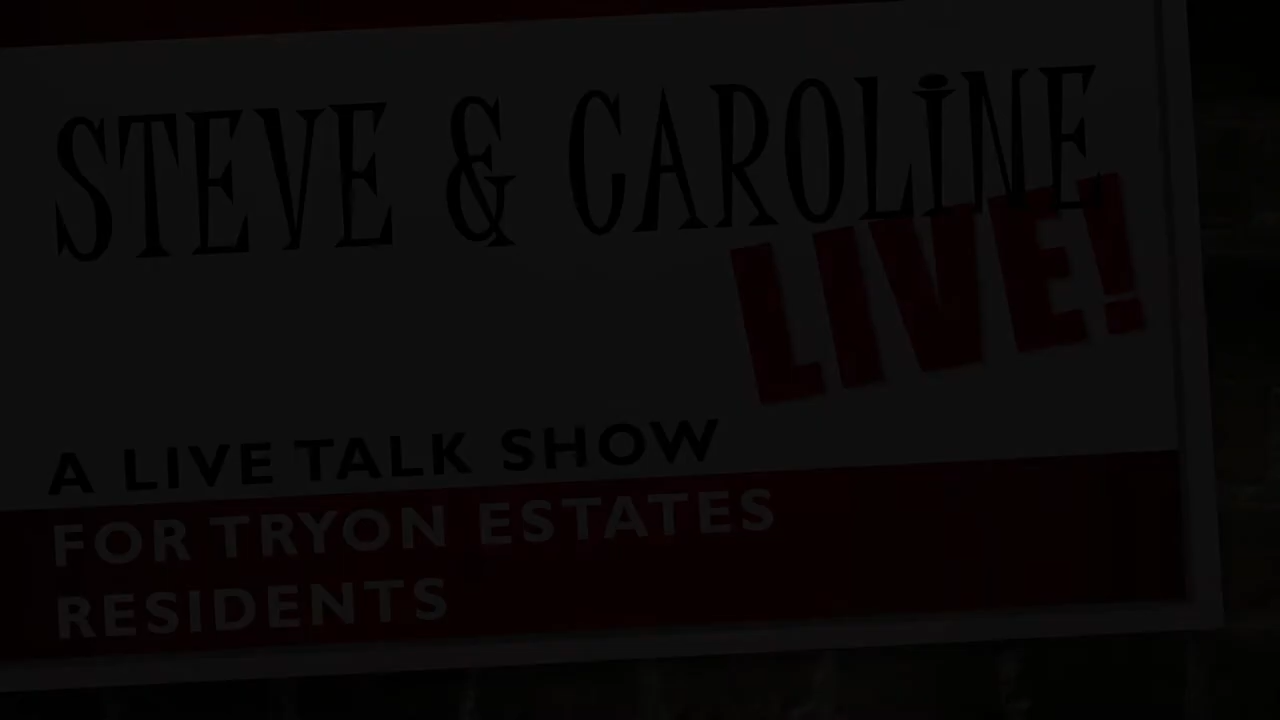 STEVE & CAROLINE
LIVE!
A LIVE TALK SHOW
FOR TRYON ESTATES
RESIDENTS